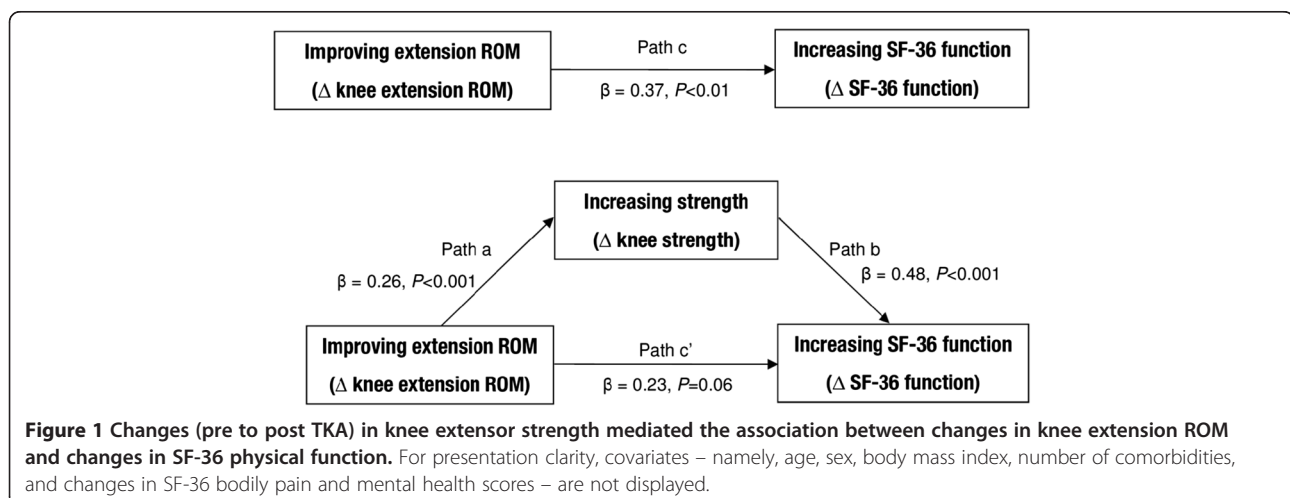 Improving extension ROM
(Δ knee extension ROM)
Path c
β = 0.37, P<0.01
Increasing SF-36 function
(Δ SF-36 function)
Increasing strength
(Δ knee strength)
Path a
β = 0.26, P<0.001
Path b
β = 0.48, P<0.001
Improving extension ROM
(Δ knee extension ROM)
Path c'
β = 0.23, P=0.06
Increasing SF-36 function
(Δ SF-36 function)
Figure 1 Changes (pre to post TKA) in knee extensor strength mediated the association between changes in knee extension ROM
and changes in SF-36 physical function. For presentation clarity, covariates – namely, age, sex, body mass index, number of comorbidities,
and changes in SF-36 bodily pain and mental health scores – are not displayed.